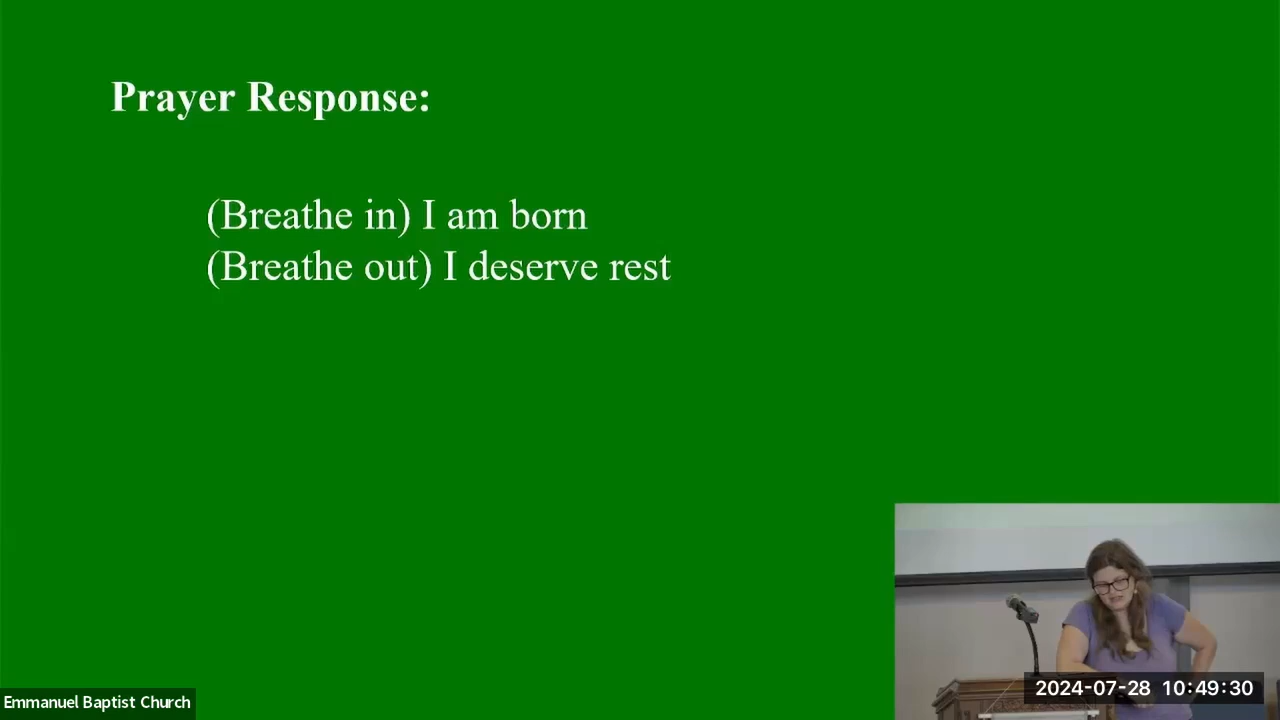 Prayer Response:
(Breathe in) I am born
(Breathe out) I deserve rest
Emmanuel Baptist Church
2024-07-28 10:49:30